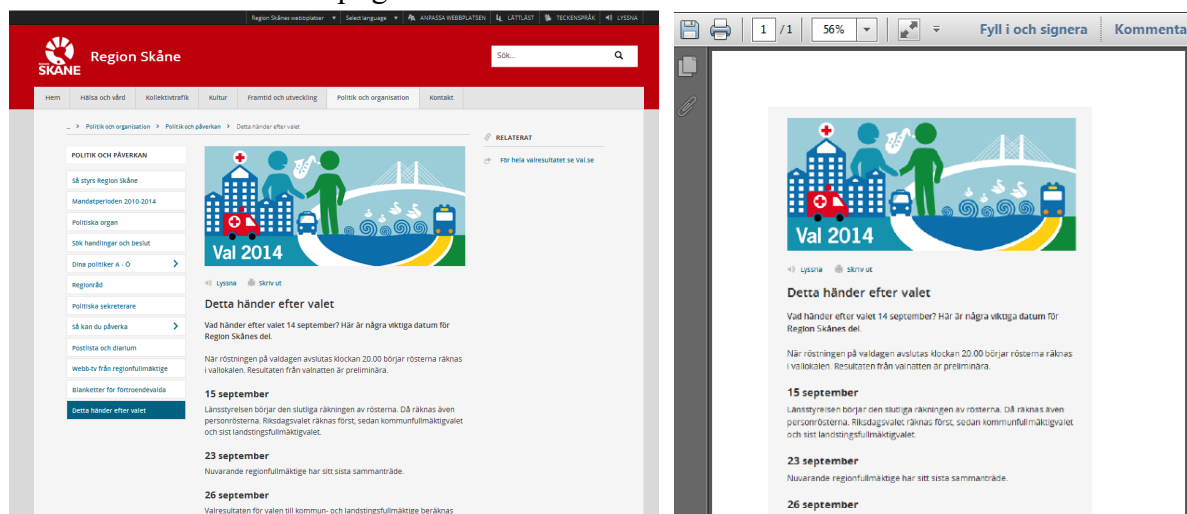 Region Skånes webbplatser ▼ Select language ▼ ANPASSA WEBBPLATSEN LÄTTLÄST TECKENSPRÅK LYSSNA
SKÅNE
Region Skåne
Sök...
Hem Hälsa och vård Kollektivtrafik Kultur Framtid och utveckling Politik och organisation Kontakt
... > Politik och organisation > Politik och påverkan > Detta händer efter valet
POLITIK OCH PÅVERKAN
Så styrs Region Skåne
Mandatperioden 2010-2014
Politiska organ
Sök handlingar och beslut
Dina politiker A - Ö
Regionråd
Politiska sekreterare
Så kan du påverka
Postlista och diarium
Webb-tv från regionfullmäktige
Blanketter för förtroendevalda
Detta händer efter valet
Val 2014
Lyssna Skriv ut
Detta händer efter valet
Vad händer efter valet 14 september? Här är några viktiga datum för
Region Skånes del.
När röstningen på valdagen avslutas klockan 20.00 börjar rösterna räknas
i vallokalen. Resultaten från valnatten är preliminära.
15 september
Länsstyrelsen börjar den slutliga räkningen av rösterna. Då räknas även
personrösterna. Riksdagsvalet räknas först, sedan kommunfullmäktigvalet
och sist landstingsfullmäktigvalet.
23 september
Nuvarande regionfullmäktige har sitt sista sammanträde.
26 september
Valresultaten för valen till kommun- och landstingsfullmäktige beräknas
RELATERAT
För hela valresultatet se Val.se
1 /1 56% Fyll i och signera Kommenta
Val 2014
Lyssna Skriv ut
Detta händer efter valet
Vad händer efter valet 14 september? Här är några viktiga datum för
Region Skånes del.
När röstningen på valdagen avslutas klockan 20.00 börjar rösterna räknas
i vallokalen. Resultaten från valnatten är preliminära.
15 september
Länsstyrelsen börjar den slutliga räkningen av rösterna. Då räknas även
personrösterna. Riksdagsvalet räknas först, sedan kommunfullmäktigvalet
och sist landstingsfullmäktigvalet.
23 september
Nuvarande regionfullmäktige har sitt sista sammanträde.
26 september